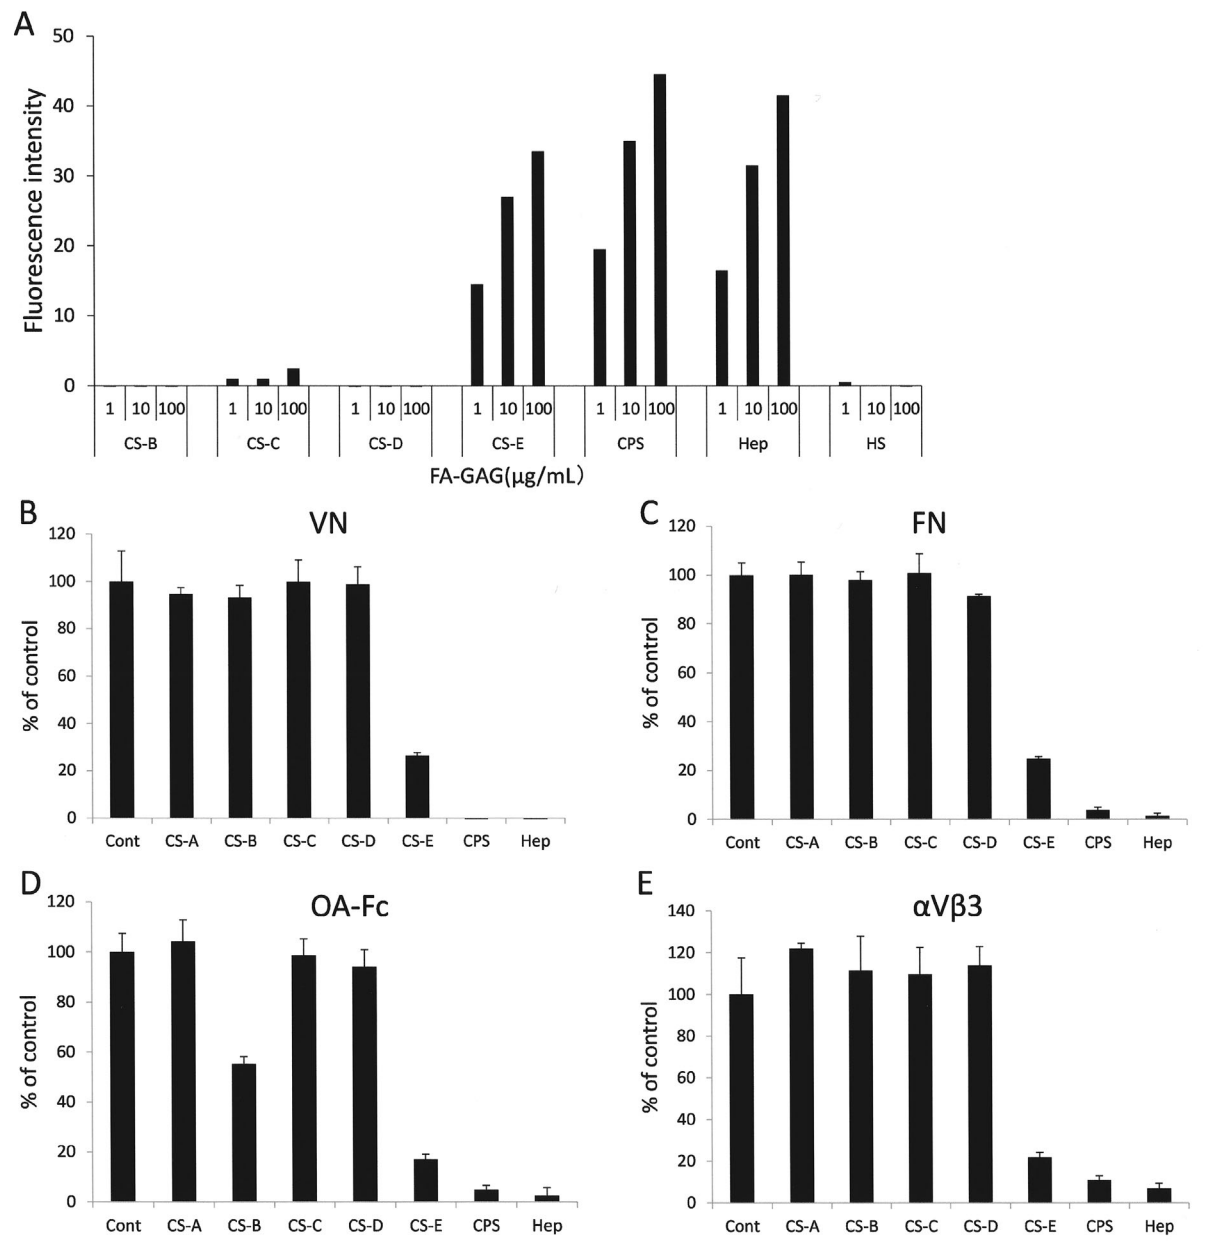 A
Fluorescence intensity
50
40
30
20
10
0
1 10 100 1 10 100 1 10 100 1 10 100 1 10 100 1 10 100 1 10 100
CS-B CS-C CS-D CS-E CPS Hep HS
FA-GAG(μg/mL)
B
VN
% of control
120
100
80
60
40
20
0
Cont CS-A CS-B CS-C CS-D CS-E CPS Hep
C
FN
% of control
120
100
80
60
40
20
0
Cont CS-A CS-B CS-C CS-D CS-E CPS Hep
D
OA-Fc
% of control
120
100
80
60
40
20
0
Cont CS-A CS-B CS-C CS-D CS-E CPS Hep
E
αVβ3
% of control
140
120
100
80
60
40
20
0
Cont CS-A CS-B CS-C CS-D CS-E CPS Hep